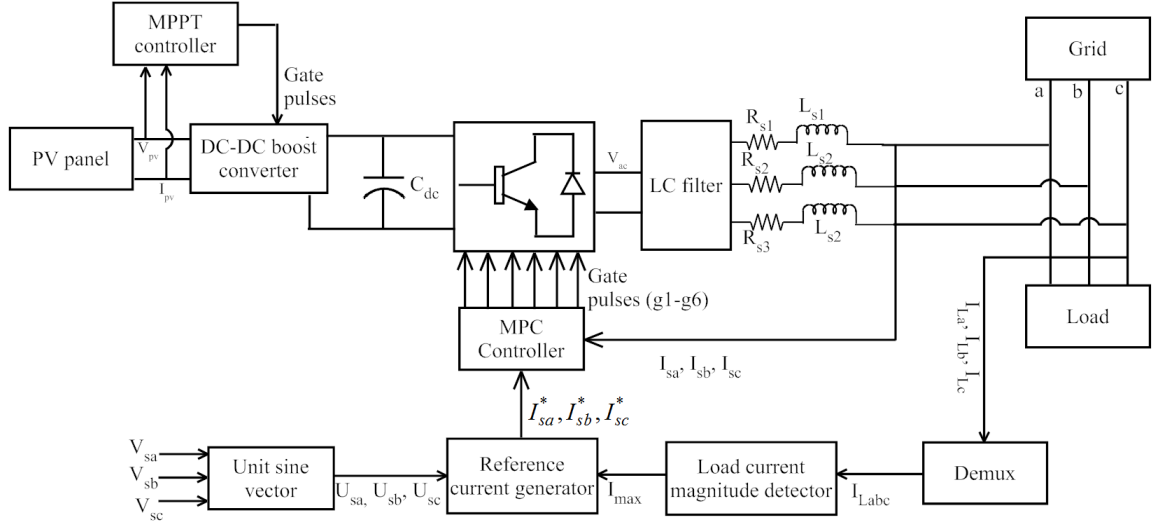 MPPT
controller
Gate
pulses
Grid
a b c
PV panel
V_pv
I_pv
DC-DC boost
converter
C_dc
V_ac
LC filter
R_s1
L_s1
R_s2
L_s2
R_s3
L_s2
Gate
pulses (g1-g6)
MPC
Controller
I_sa, I_sb, I_sc
I_La, I_Lb, I_Lc
Load
I*_sa, I*_sb, I*_sc
V_sa
V_sb
V_sc
Unit sine
vector
U_sa, U_sb, U_sc
Reference
current generator
I_max
Load current
magnitude detector
I_Labc
Demux